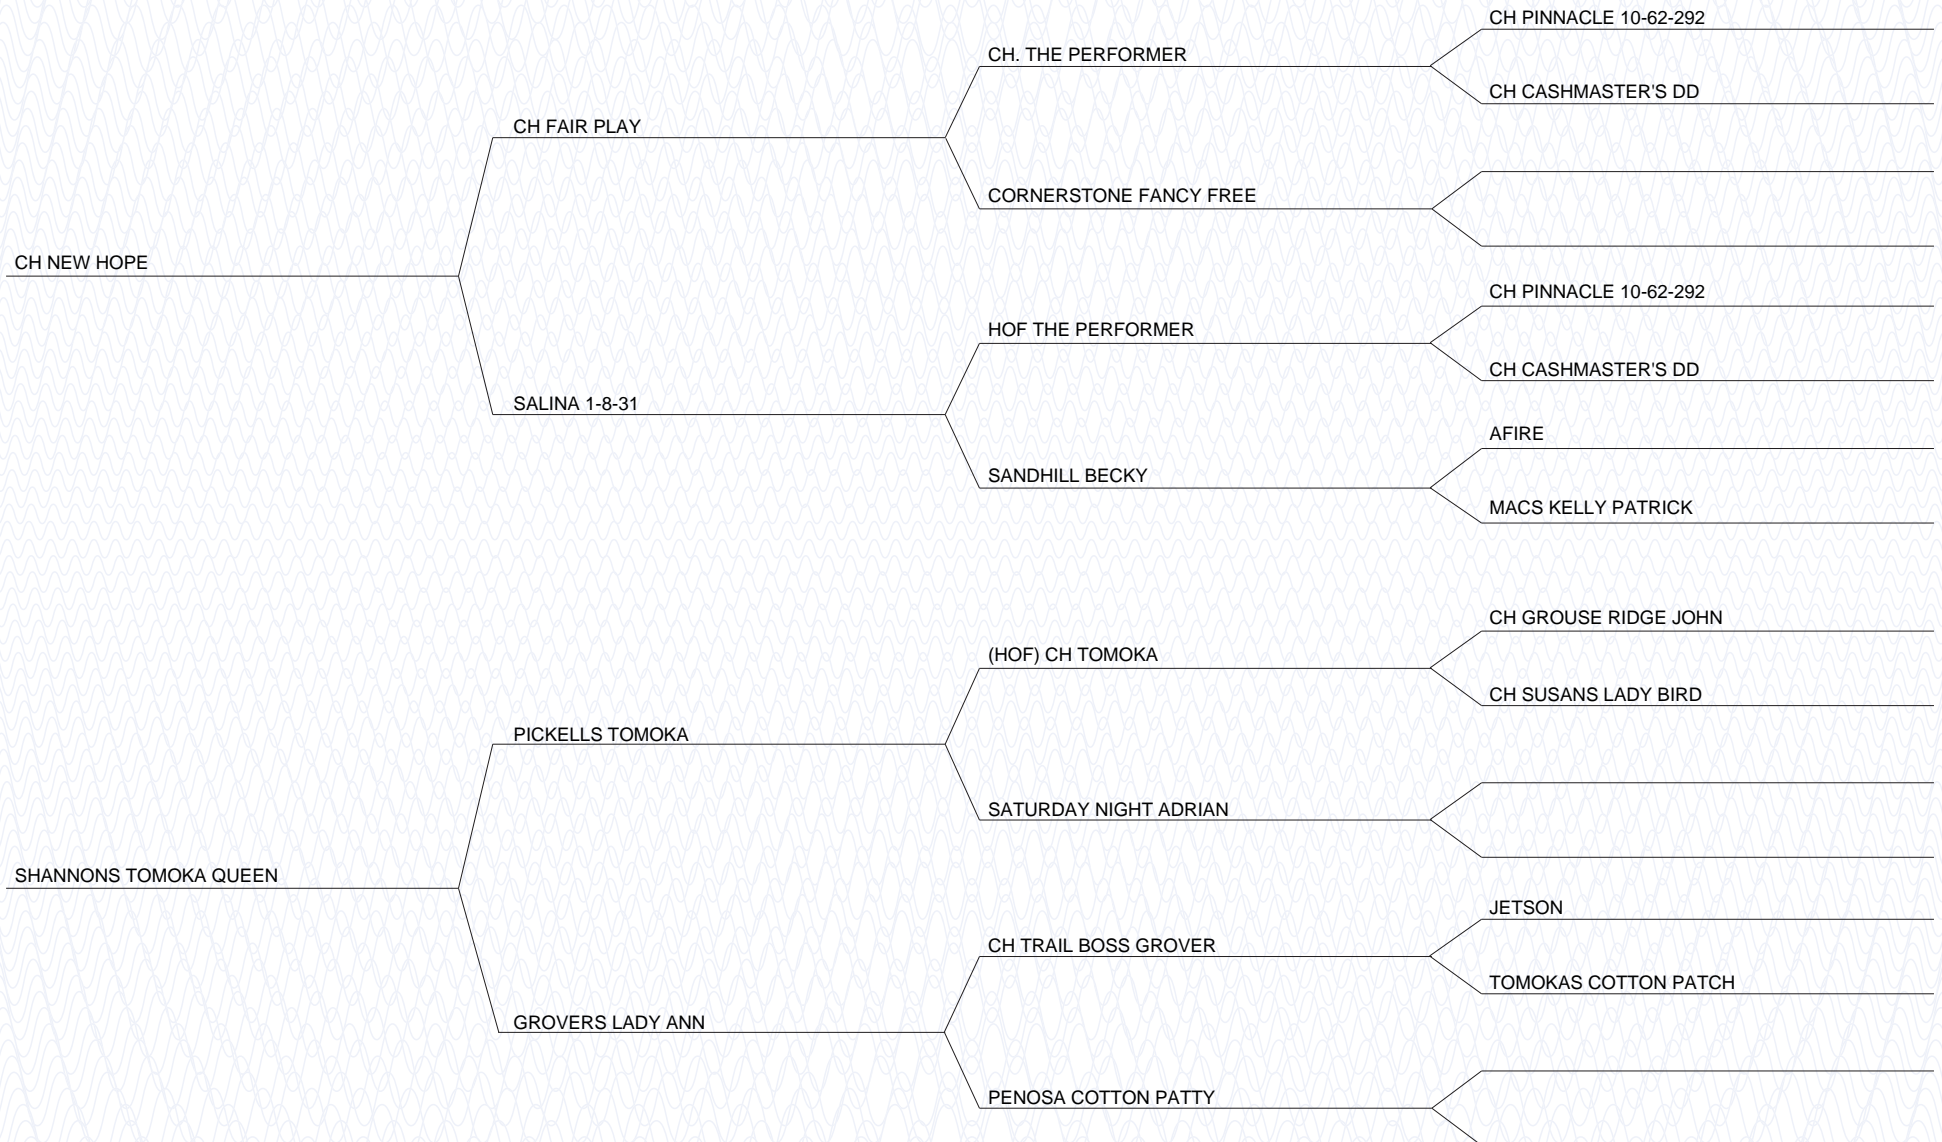 CH PINNACLE 10-62-292
CH. THE PERFORMER
CH CASHMASTER'S DD
CH FAIR PLAY
CORNERSTONE FANCY FREE
CH NEW HOPE
CH PINNACLE 10-62-292
HOF THE PERFORMER
CH CASHMASTER'S DD
SALINA 1-8-31
AFIRE
SANDHILL BECKY
MACS KELLY PATRICK
CH GROUSE RIDGE JOHN
(HOF) CH TOMOKA
CH SUSANS LADY BIRD
PICKELLS TOMOKA
SATURDAY NIGHT ADRIAN
SHANNONS TOMOKA QUEEN
JETSON
CH TRAIL BOSS GROVER
TOMOKAS COTTON PATCH
GROVERS LADY ANN
PENOSA COTTON PATTY